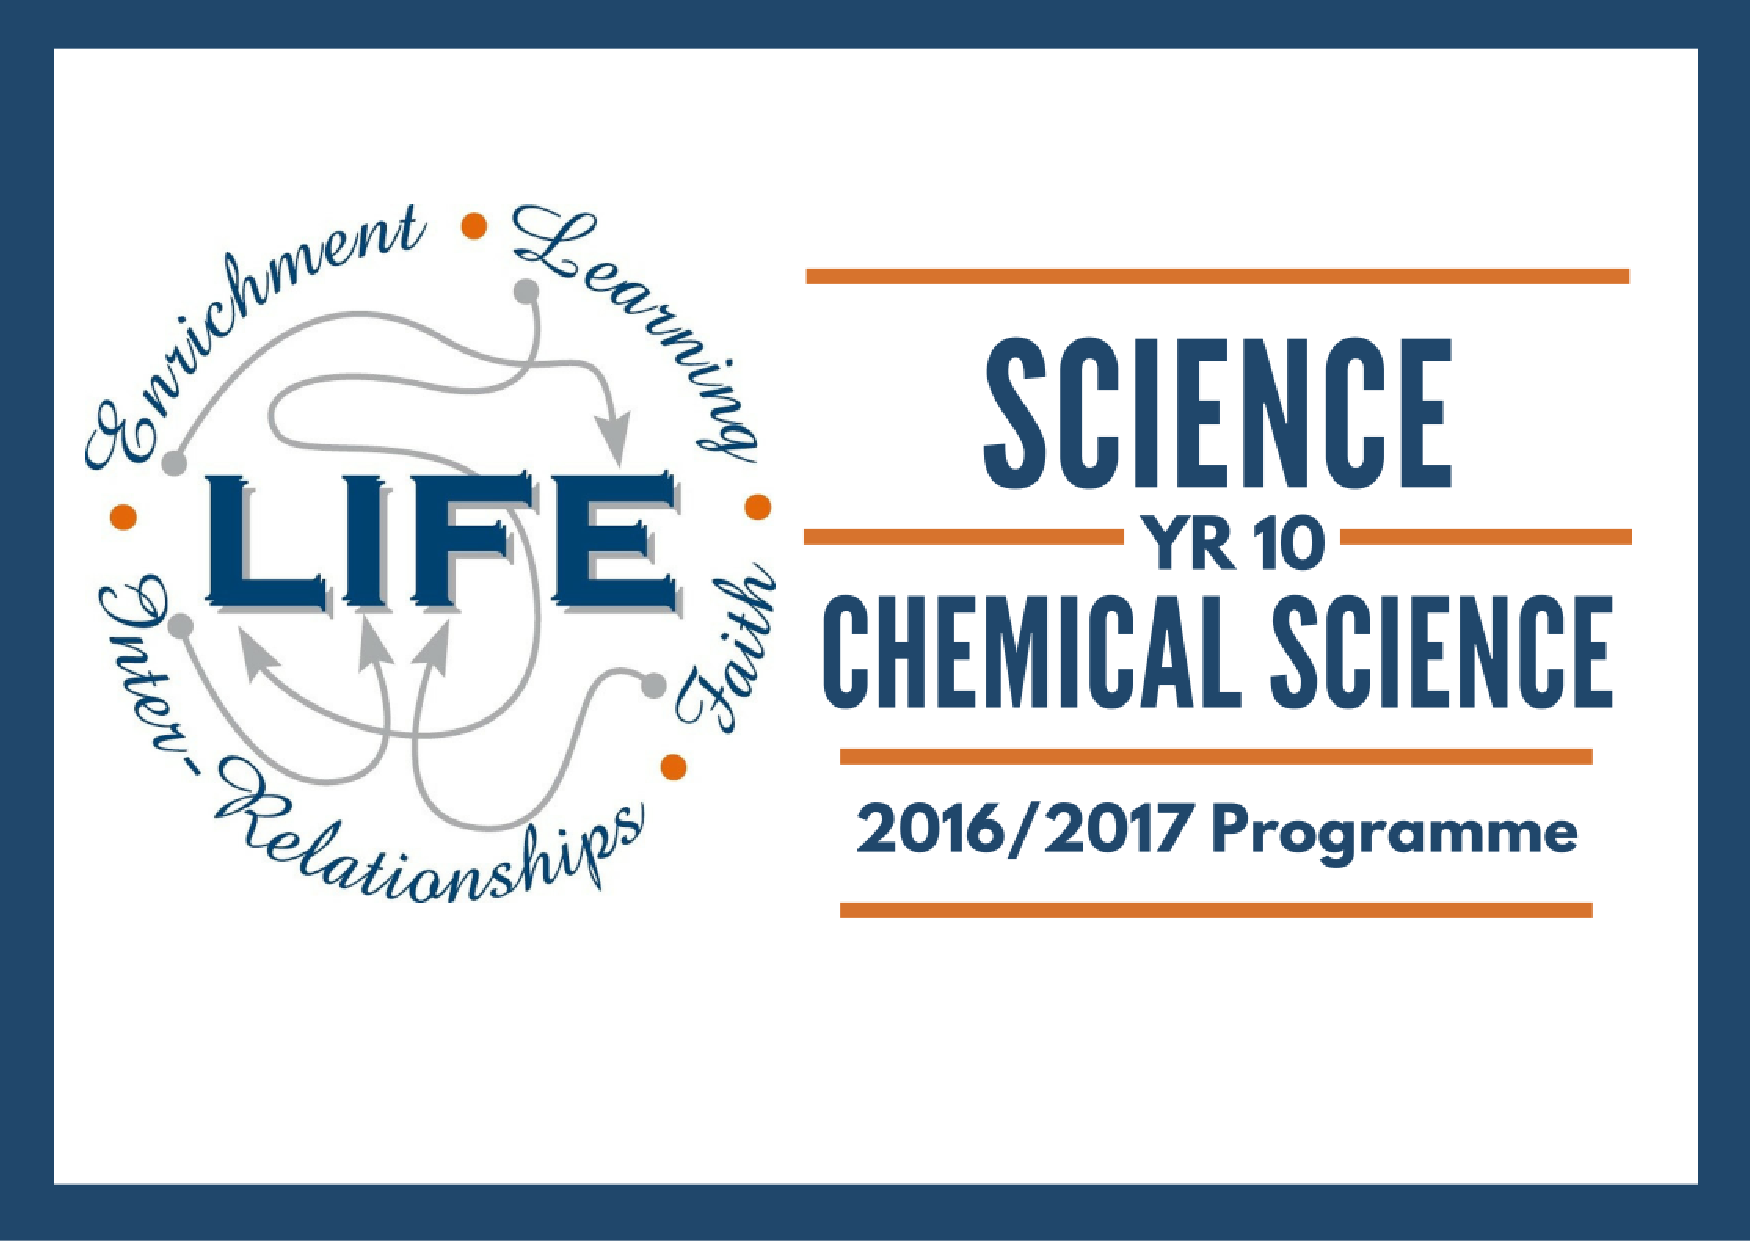 Enrichment • Learning • Faith • Inter-Relationships •
LIFE
SCIENCE
YR 10
CHEMICAL SCIENCE
2016/2017 Programme